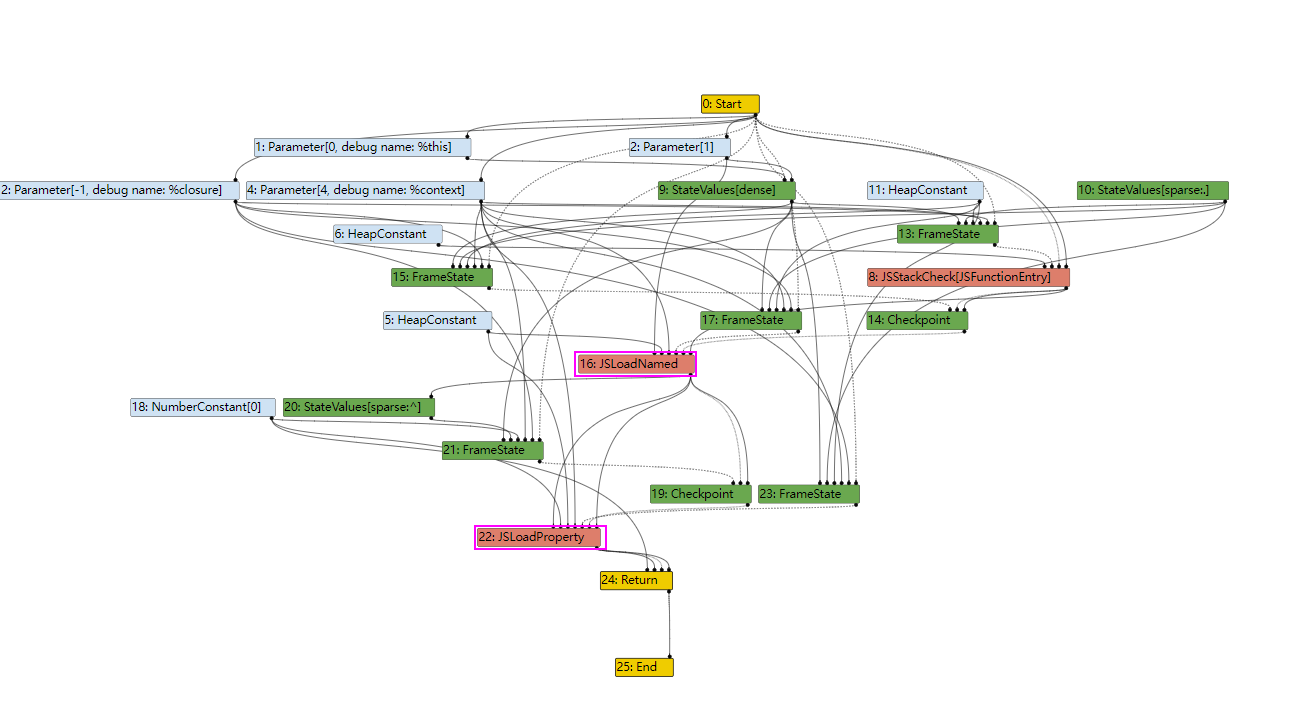 0: Start
1: Parameter[0, debug name: %this]
2: Parameter[1]
2: Parameter[-1, debug name: %closure]
4: Parameter[4, debug name: %context]
9: StateValues[dense]
11: HeapConstant
10: StateValues[sparse:.]
6: HeapConstant
13: FrameState
15: FrameState
8: JSStackCheck[JSFunctionEntry]
5: HeapConstant
17: FrameState
14: Checkpoint
16: JSLoadNamed
18: NumberConstant[0]
20: StateValues[sparse:^]
21: FrameState
19: Checkpoint
23: FrameState
22: JSLoadProperty
24: Return
25: End